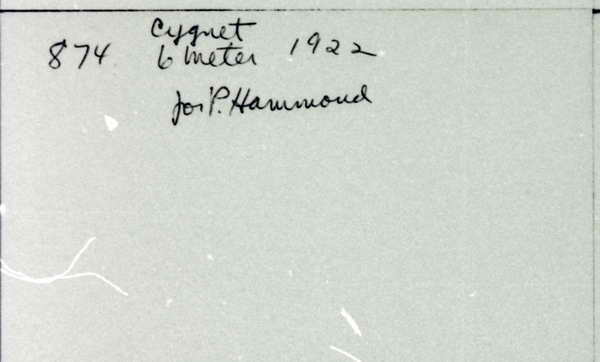 Cygnet
874 6 meter 1922
Jos P. Hammond